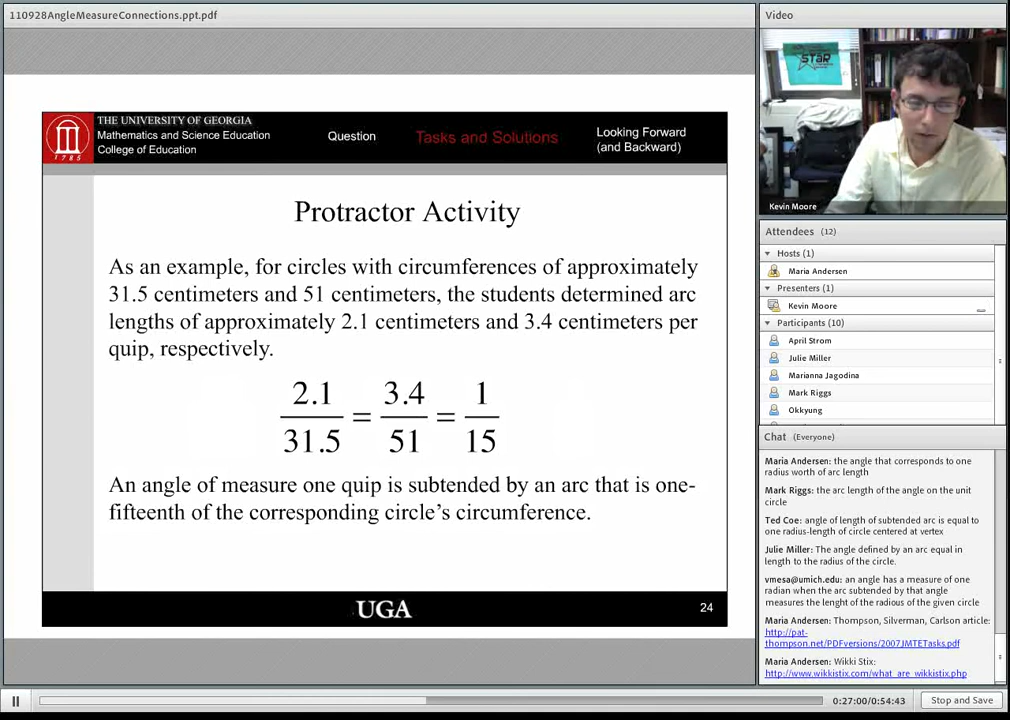 110928AngleMeasureConnections.ppt.pdf
THE UNIVERSITY OF GEORGIA
Mathematics and Science Education
College of Education
1785
Question
Tasks and Solutions
Looking Forward
(and Backward)
Protractor Activity
As an example, for circles with circumferences of approximately
31.5 centimeters and 51 centimeters, the students determined arc
lengths of approximately 2.1 centimeters and 3.4 centimeters per
quip, respectively.
2.1/31.5 = 3.4/51 = 1/15
An angle of measure one quip is subtended by an arc that is one-
fifteenth of the corresponding circle's circumference.
UGA
24
Video
STaR
Kevin Moore
Attendees (12)
Hosts (1)
Maria Andersen
Presenters (1)
Kevin Moore
Participants (10)
April Strom
Julie Miller
Marianna Jagodina
Mark Riggs
Okkyung
Chat (Everyone)
Maria Andersen: the angle that corresponds to one
radius worth of arc length
Mark Riggs: the arc length of the angle on the unit
circle
Ted Coe: angle of length of subtended arc is equal to
one radius-length of circle centered at vertex
Julie Miller: The angle defined by an arc equal in
length to the radius of the circle.
vmesa@umich.edu: an angle has a measure of one
radian when the arc subtended by that angle
measures the lenght of the radious of the given circle
Maria Andersen: Thompson, Silverman, Carlson article:
http://pat-
thompson.net/PDFversions/2007JMTETasks.pdf
Maria Andersen: Wikki Stix:
http://www.wikkistix.com/what_are_wikkistix.php
0:27:00/0:54:43
Stop and Save